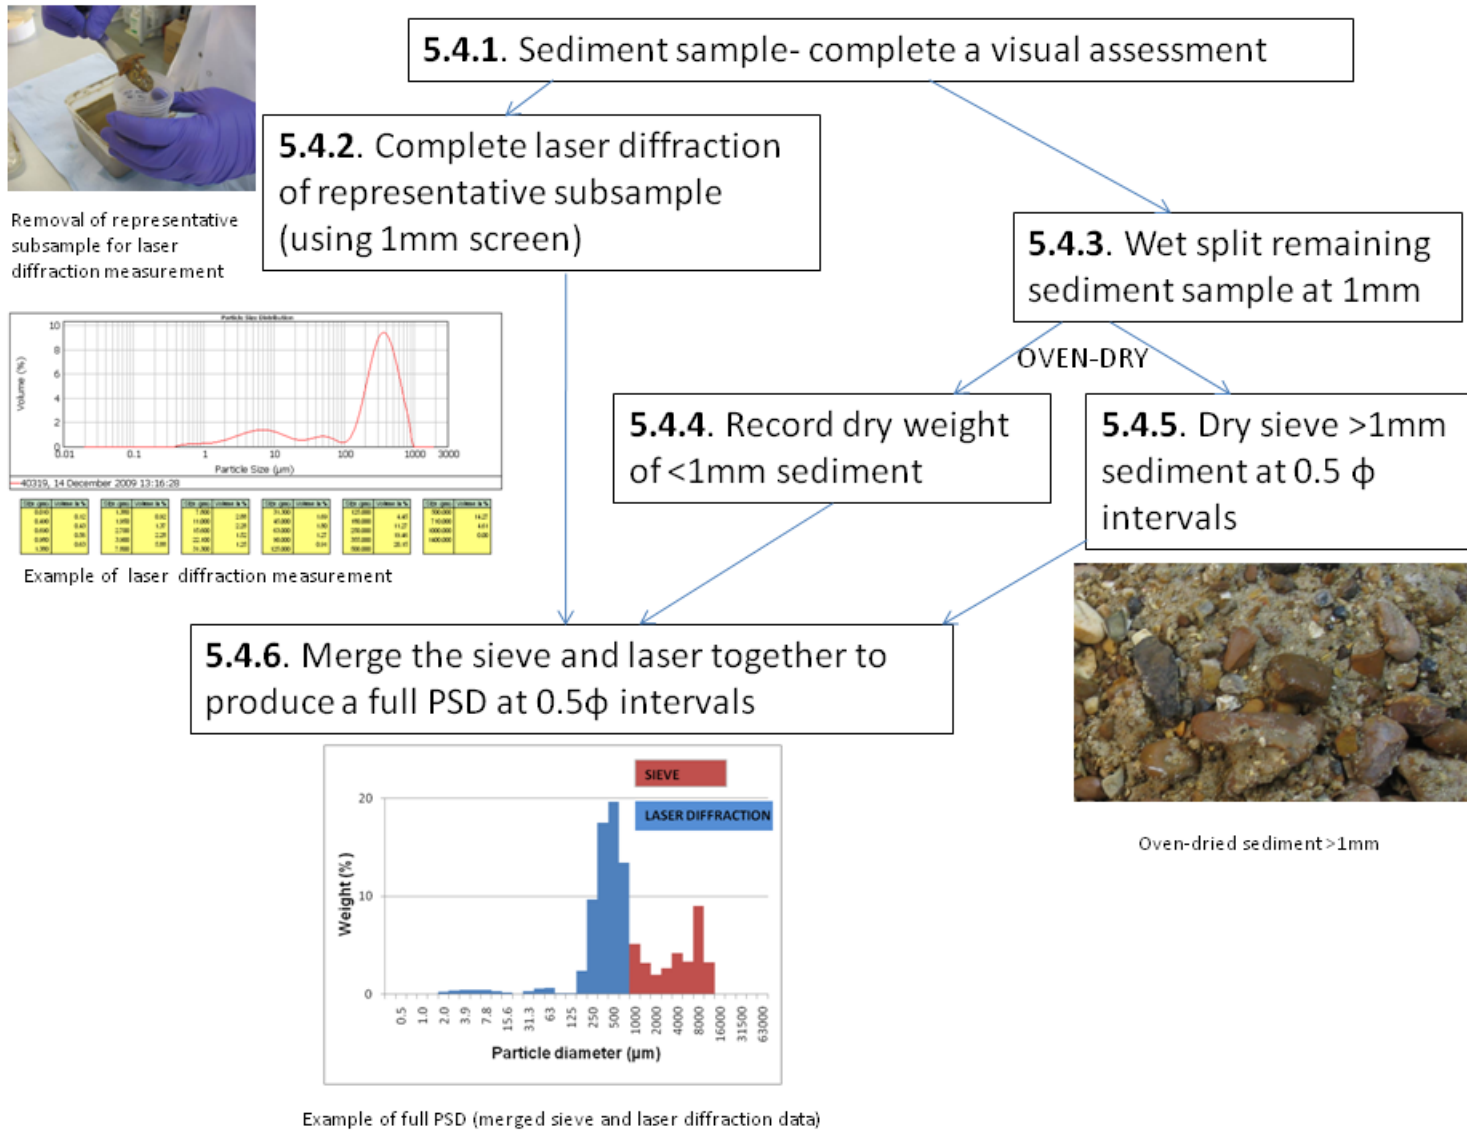 5.4.1. Sediment sample- complete a visual assessment
5.4.2. Complete laser diffraction
of representative subsample
(using 1mm screen)
Removal of representative
subsample for laser
diffraction measurement
5.4.3. Wet split remaining
sediment sample at 1mm
OVEN-DRY
Particle Size Distribution
Volume (%)
10
8
6
4
2
0
0.01 0.1 1 10 100 1000 3000
Particle Size (µm)
40319, 14 December 2009 13:16:28
Example of laser diffraction measurement
5.4.4. Record dry weight
of <1mm sediment
5.4.5. Dry sieve >1mm
sediment at 0.5 ϕ
intervals
5.4.6. Merge the sieve and laser together to
produce a full PSD at 0.5ϕ intervals
Oven-dried sediment >1mm
SIEVE
LASER DIFFRACTION
Weight (%)
20
10
0
0.5 1.0 2.0 3.9 7.8 15.6 31.3 63 125 250 500 1000 2000 4000 8000 16000 31500 63000
Particle diameter (µm)
Example of full PSD (merged sieve and laser diffraction data)